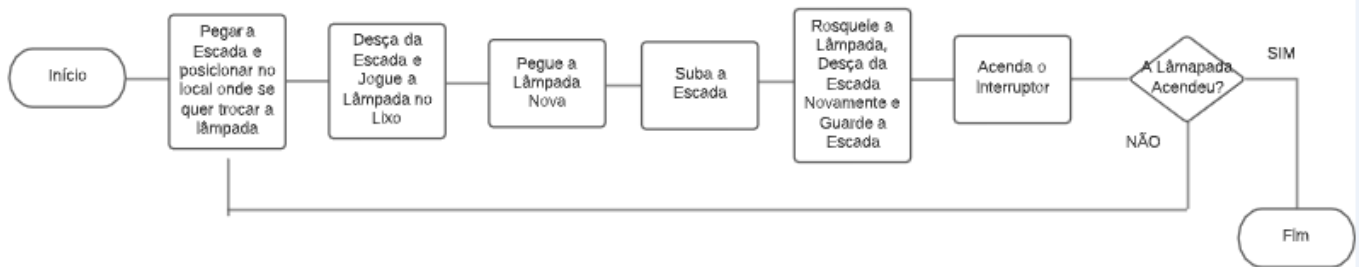 Início
Pegar a
Escada e
posicionar no
local onde se
quer trocar a
lâmpada
Desça da
Escada e
Jogue a
Lâmpada no
Lixo
Pegue a
Lâmpada
Nova
Suba a
Escada
Rosqueie a
Lâmpada,
Desça da
Escada
Novamente e
Guarde a
Escada
Acenda o
Interruptor
A Lâmapada
Acendeu?
SIM
NÃO
Fim